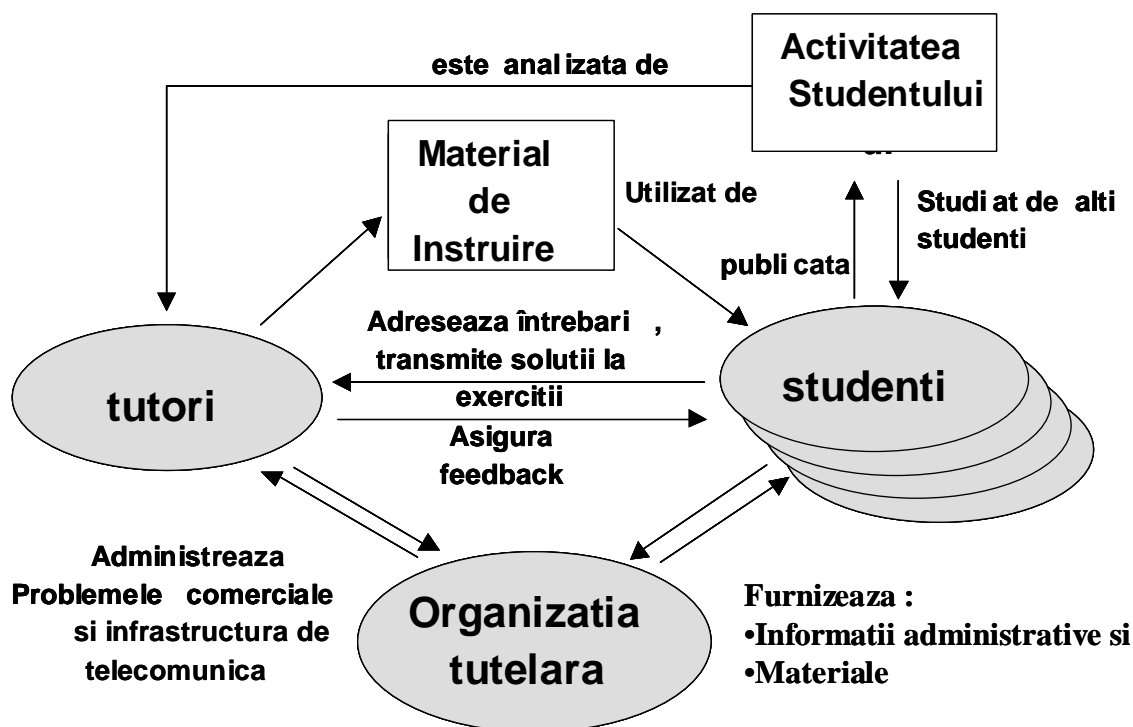 este analizata de
Activitatea
Studentului
Material
de
Instruire
Utilizat de
Studiat de alti
studenti
publicata
Adreseaza întrebari ,
transmite solutii la
exercitii
Asigura
feedback
tutori
studenti
Administreaza
Problemele comerciale
si infrastructura de
telecomunica
Organizatia
tutelara
Furnizeaza :
•Informatii administrative si
•Materiale